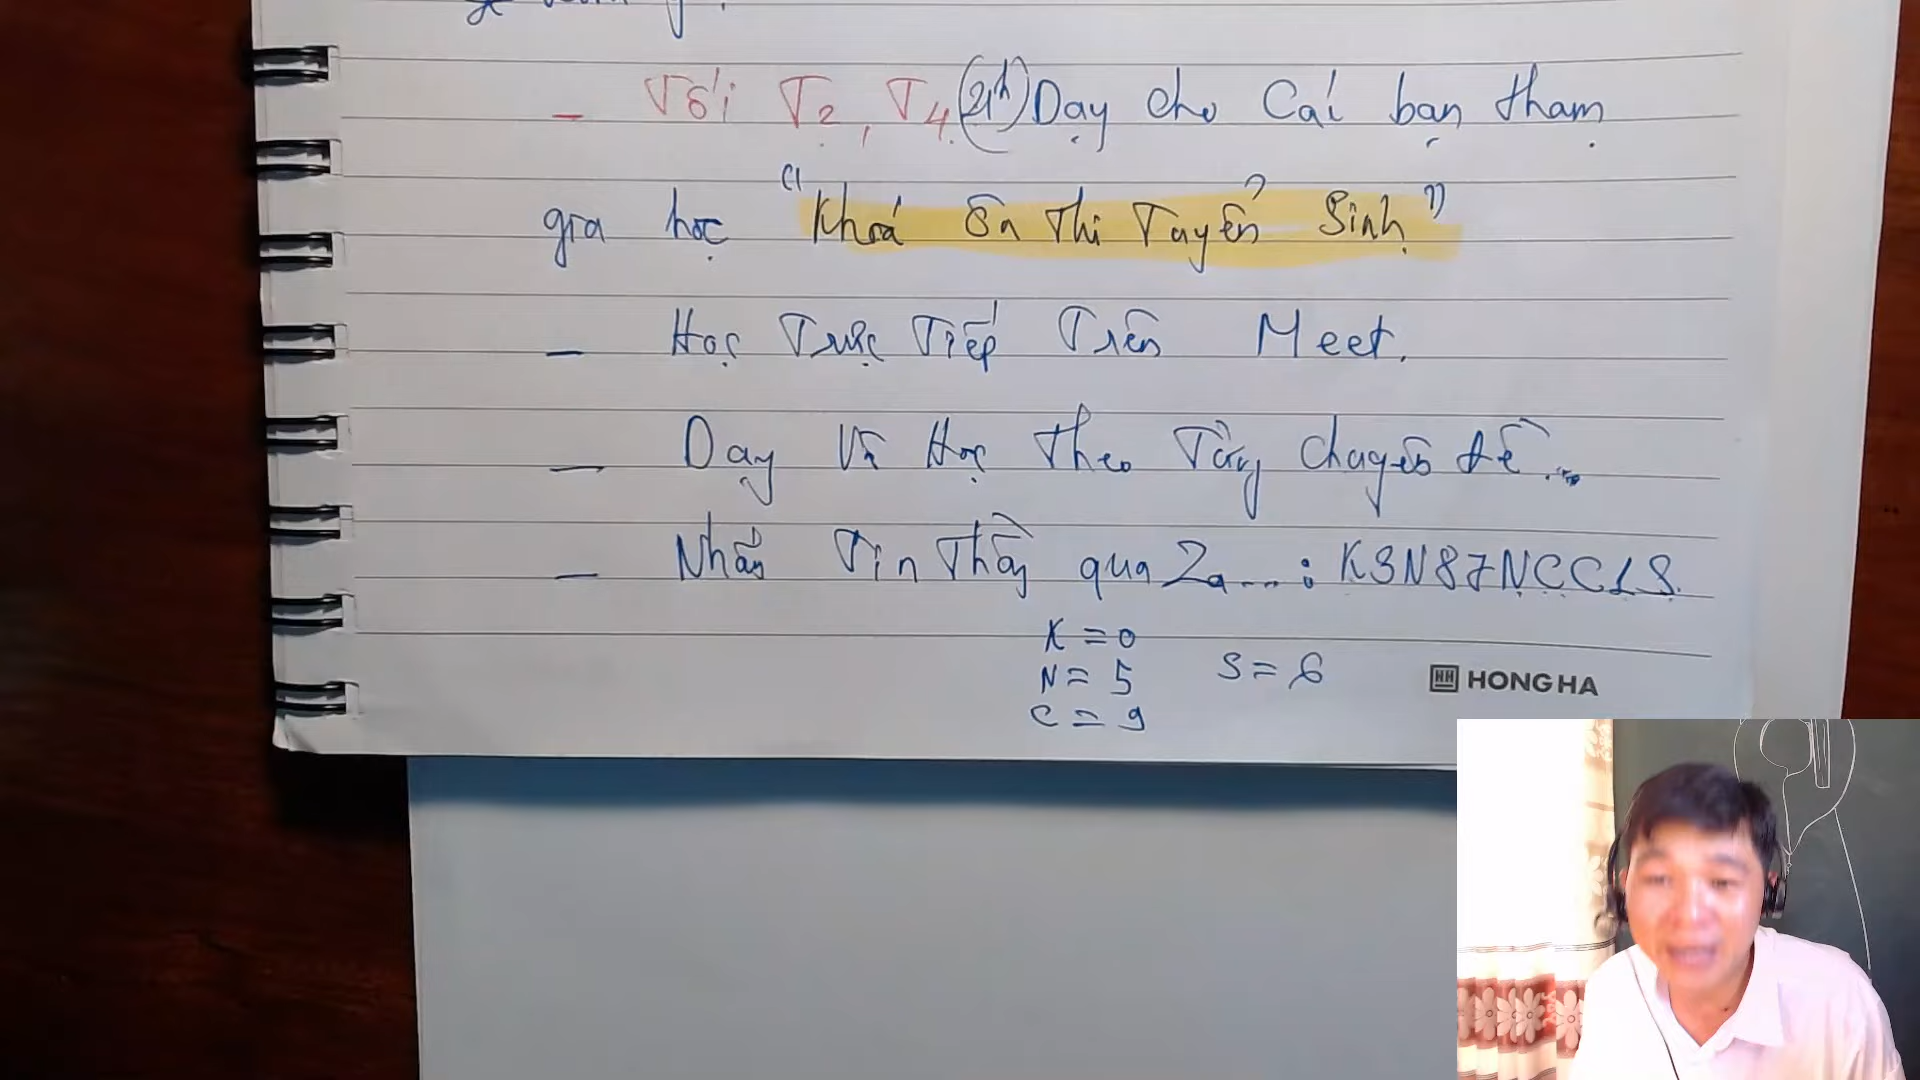 - Tối T2, T4 (21h) Dạy cho Các bạn tham
gia học "Khoá ôn thi Tuyển Sinh"
- Học Trực Tiếp Trên Meet.
- Dạy và Học theo Từng chuyên đề...
- Nhắn Tin Thầy qua Za...: K3N87NCC18.
K = 0
N = 5 S = 6
C = 9
HONG HA